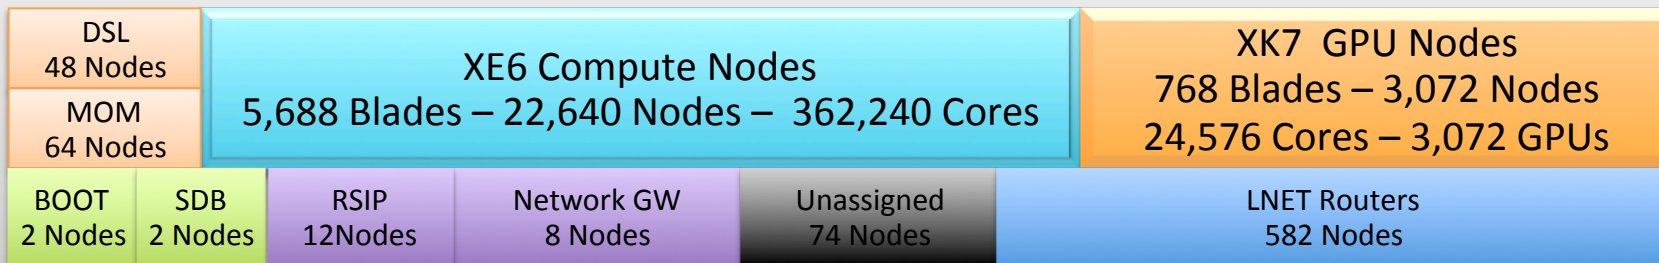 DSL
48 Nodes
MOM
64 Nodes
XE6 Compute Nodes
5,688 Blades – 22,640 Nodes – 362,240 Cores
XK7 GPU Nodes
768 Blades – 3,072 Nodes
24,576 Cores – 3,072 GPUs
BOOT
2 Nodes
SDB
2 Nodes
RSIP
12Nodes
Network GW
8 Nodes
Unassigned
74 Nodes
LNET Routers
582 Nodes